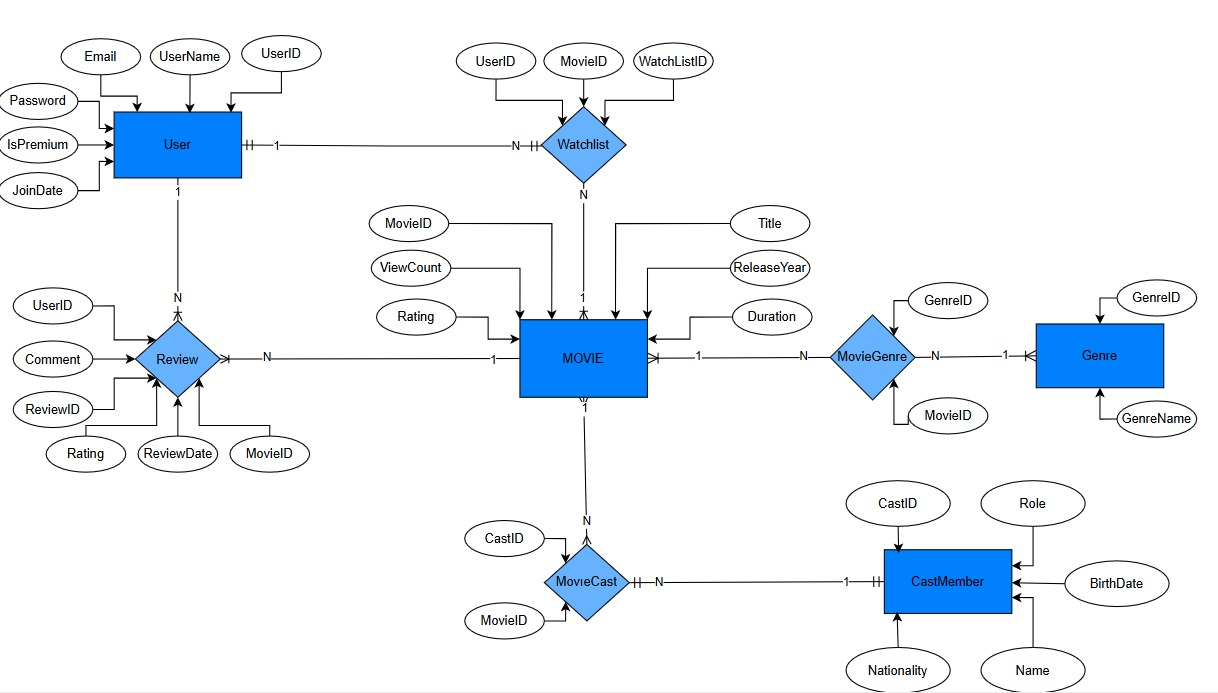 Email
UserName
UserID
Password
IsPremium
JoinDate
User
1
N
UserID
MovieID
WatchListID
Watchlist
1
N
N
1
MovieID
ViewCount
Rating
Title
ReleaseYear
Duration
MOVIE
UserID
Comment
ReviewID
Rating
ReviewDate
MovieID
Review
N
1
1
N
GenreID
MovieGenre
MovieID
N
1
GenreID
Genre
GenreName
1
N
CastID
MovieID
MovieCast
N
1
CastID
Role
CastMember
BirthDate
Nationality
Name